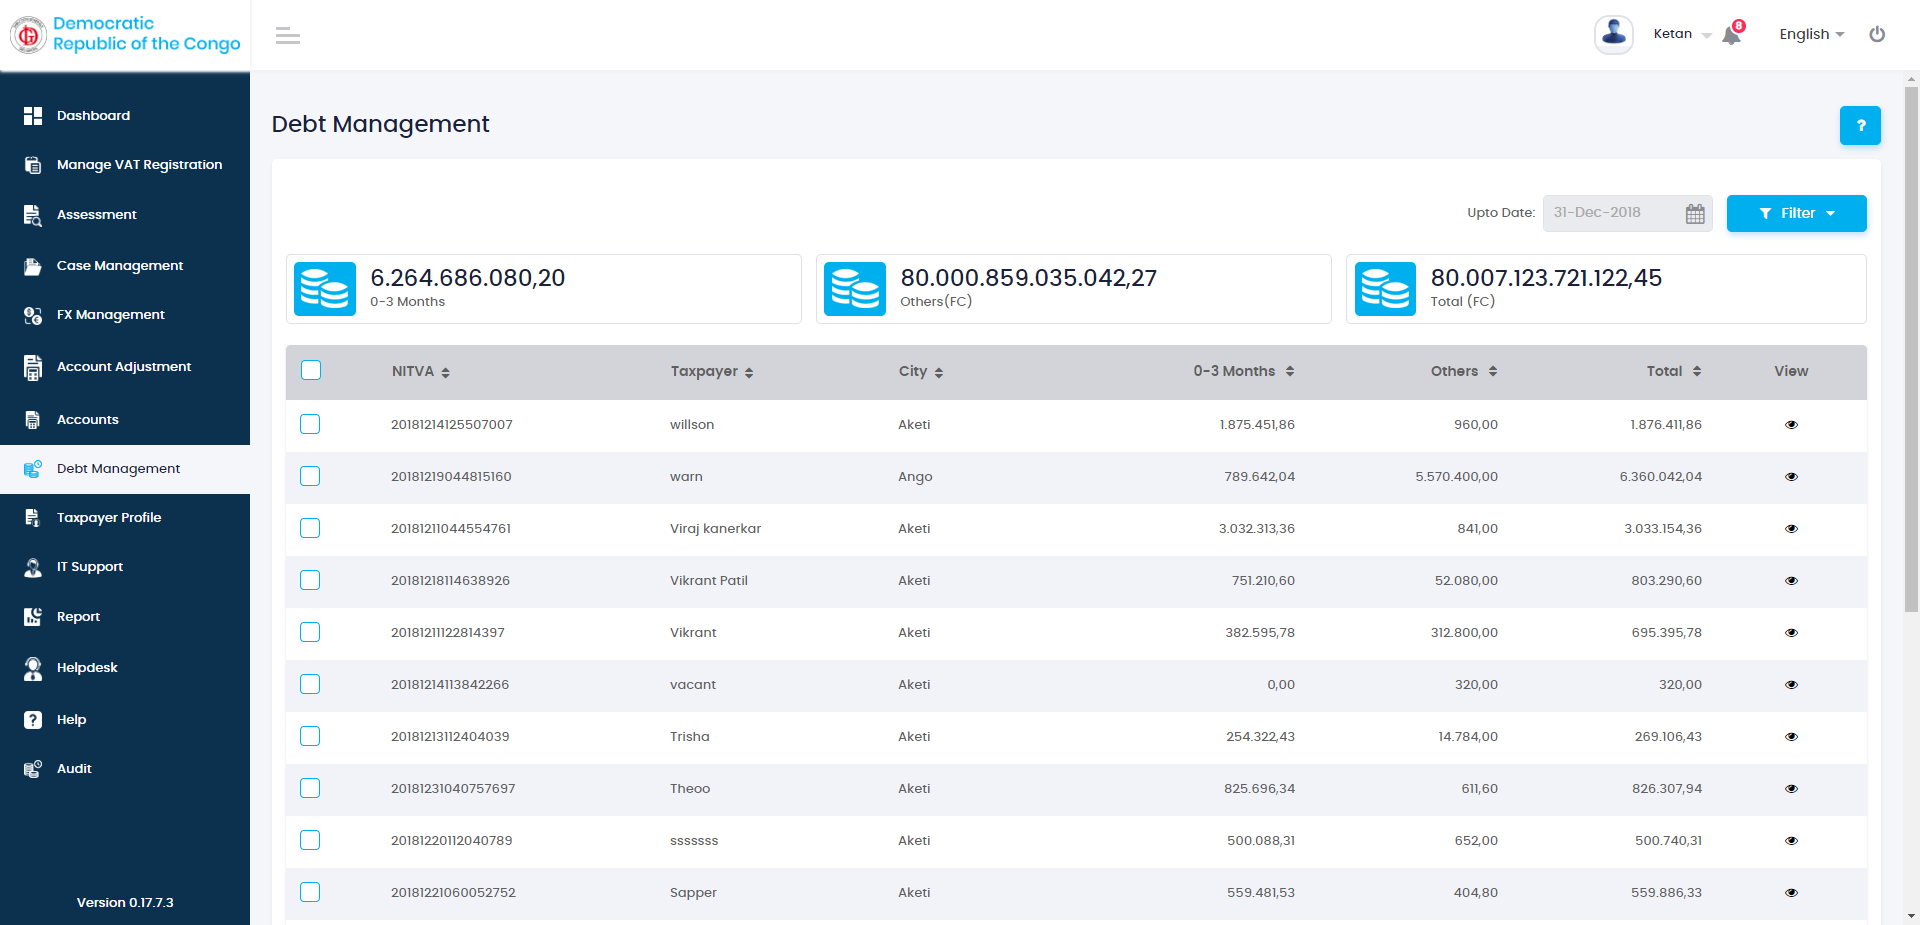 Democratic
Republic of the Congo
Ketan
8
English
Dashboard
Manage VAT Registration
Assessment
Case Management
FX Management
Account Adjustment
Accounts
Debt Management
Taxpayer Profile
IT Support
Report
Helpdesk
Help
Audit
Version 0.17.7.3
Debt Management
?
Upto Date: 31-Dec-2018 Filter
6.264.686.080,20
0-3 Months
80.000.859.035.042,27
Others(FC)
80.007.123.721.122,45
Total (FC)
NITVA Taxpayer City 0-3 Months Others Total View
20181214125507007 willson Aketi 1.875.451,86 960,00 1.876.411,86
20181219044815160 warn Ango 789.642,04 5.570.400,00 6.360.042,04
20181211044554761 Viraj kanerkar Aketi 3.032.313,36 841,00 3.033.154,36
20181218114638926 Vikrant Patil Aketi 751.210,60 52.080,00 803.290,60
20181211122814397 Vikrant Aketi 382.595,78 312.800,00 695.395,78
20181214113842266 vacant Aketi 0,00 320,00 320,00
20181213112404039 Trisha Aketi 254.322,43 14.784,00 269.106,43
20181231040757697 Theoo Aketi 825.696,34 611,60 826.307,94
20181220112040789 sssssss Aketi 500.088,31 652,00 500.740,31
20181221060052752 Sapper Aketi 559.481,53 404,80 559.886,33